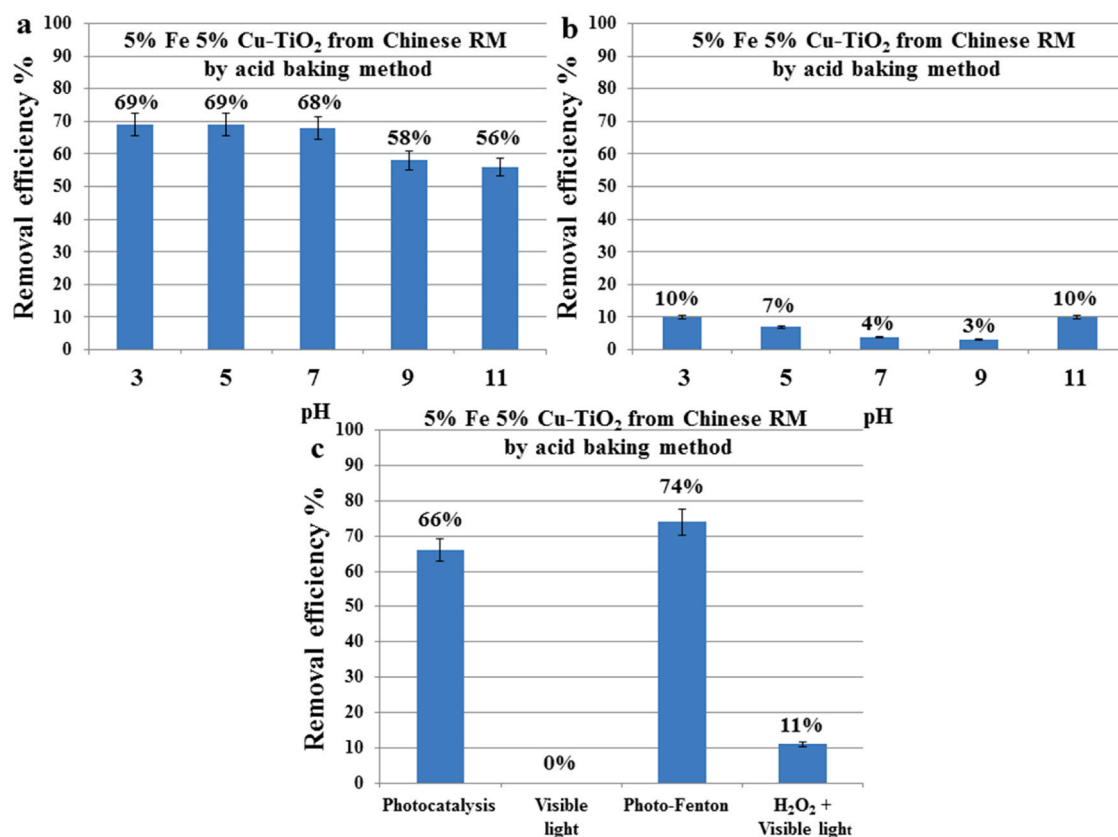 a
5% Fe 5% Cu-TiO₂ from Chinese RM
by acid baking method
Removal efficiency %
100
90
80
70
60
50
40
30
20
10
0
69%
69%
68%
58%
56%
3
5
7
9
11
pH
b
5% Fe 5% Cu-TiO₂ from Chinese RM
by acid baking method
Removal efficiency %
100
90
80
70
60
50
40
30
20
10
0
10%
7%
4%
3%
10%
3
5
7
9
11
pH
c
5% Fe 5% Cu-TiO₂ from Chinese RM
by acid baking method
Removal efficiency %
100
90
80
70
60
50
40
30
20
10
0
66%
0%
74%
11%
Photocatalysis
Visible
light
Photo-Fenton
H₂O₂ +
Visible light